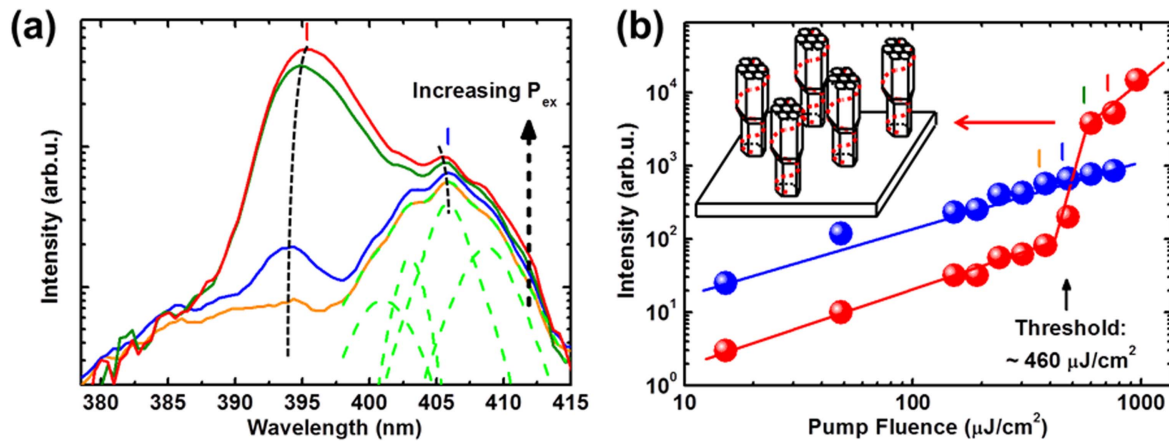 (a)
Increasing P_ex
Intensity (arb.u.)
380 385 390 395 400 405 410 415
Wavelength (nm)
(b)
10^4
10^3
10^2
10^1
10^0
Intensity (arb.u.)
Threshold:
~ 460 μJ/cm^2
10 100 1000
Pump Fluence (μJ/cm^2)